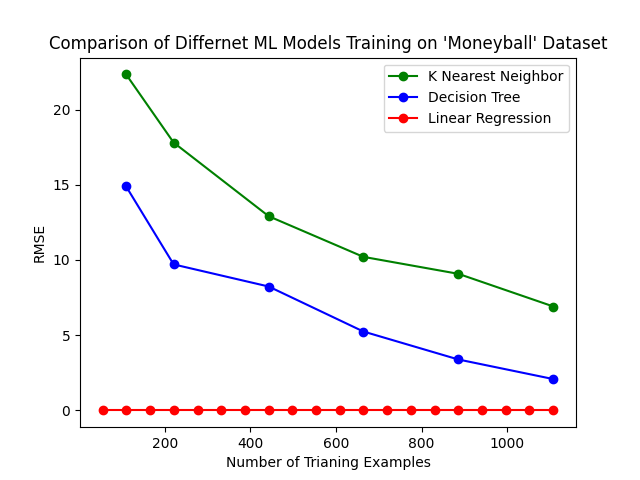 Comparison of Differnet ML Models Training on 'Moneyball' Dataset
K Nearest Neighbor
Decision Tree
Linear Regression
RMSE
20
15
10
5
0
200 400 600 800 1000
Number of Trianing Examples